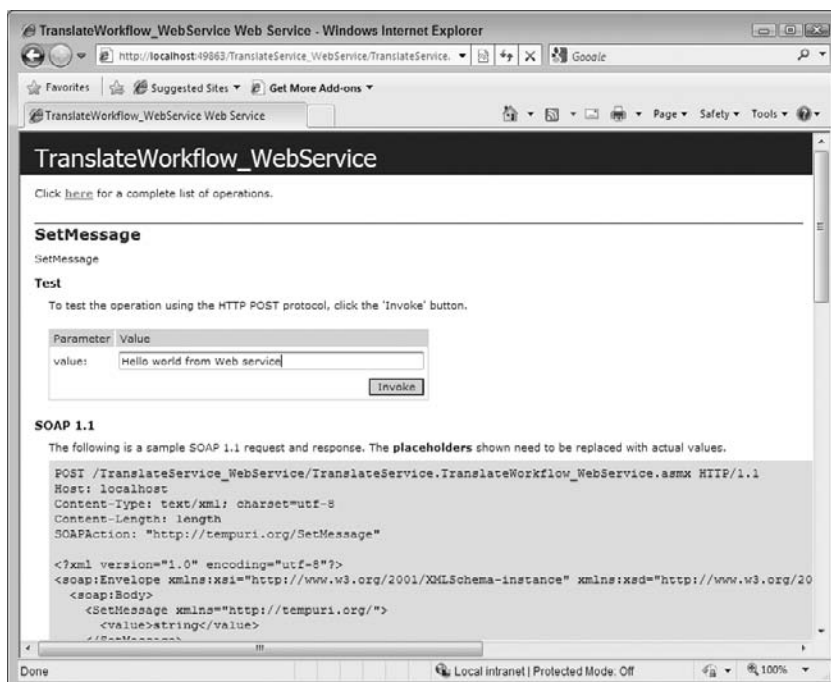 TranslateWorkflow_WebService Web Service - Windows Internet Explorer
http://localhost:49863/TranslateService_WebService/TranslateService.
Google
Favorites
Suggested Sites
Get More Add-ons
TranslateWorkflow_WebService Web Service
Page
Safety
Tools
TranslateWorkflow_WebService
Click here for a complete list of operations.
SetMessage
SetMessage
Test
To test the operation using the HTTP POST protocol, click the 'Invoke' button.
Parameter Value
value: Hello world from Web service
Invoke
SOAP 1.1
The following is a sample SOAP 1.1 request and response. The placeholders shown need to be replaced with actual values.
POST /TranslateService_WebService/TranslateService.TranslateWorkflow_WebService.asmx HTTP/1.1
Host: localhost
Content-Type: text/xml; charset=utf-8
Content-Length: length
SOAPAction: "http://tempuri.org/SetMessage"
<?xml version="1.0" encoding="utf-8"?>
<soap:Envelope xmlns:xsi="http://www.w3.org/2001/XMLSchema-instance" xmlns:xsd="http://www.w3.org/20
<soap:Body>
<SetMessage xmlns="http://tempuri.org/">
<value>string</value>
</SetMessage>
Done
Local intranet | Protected Mode: Off
100%